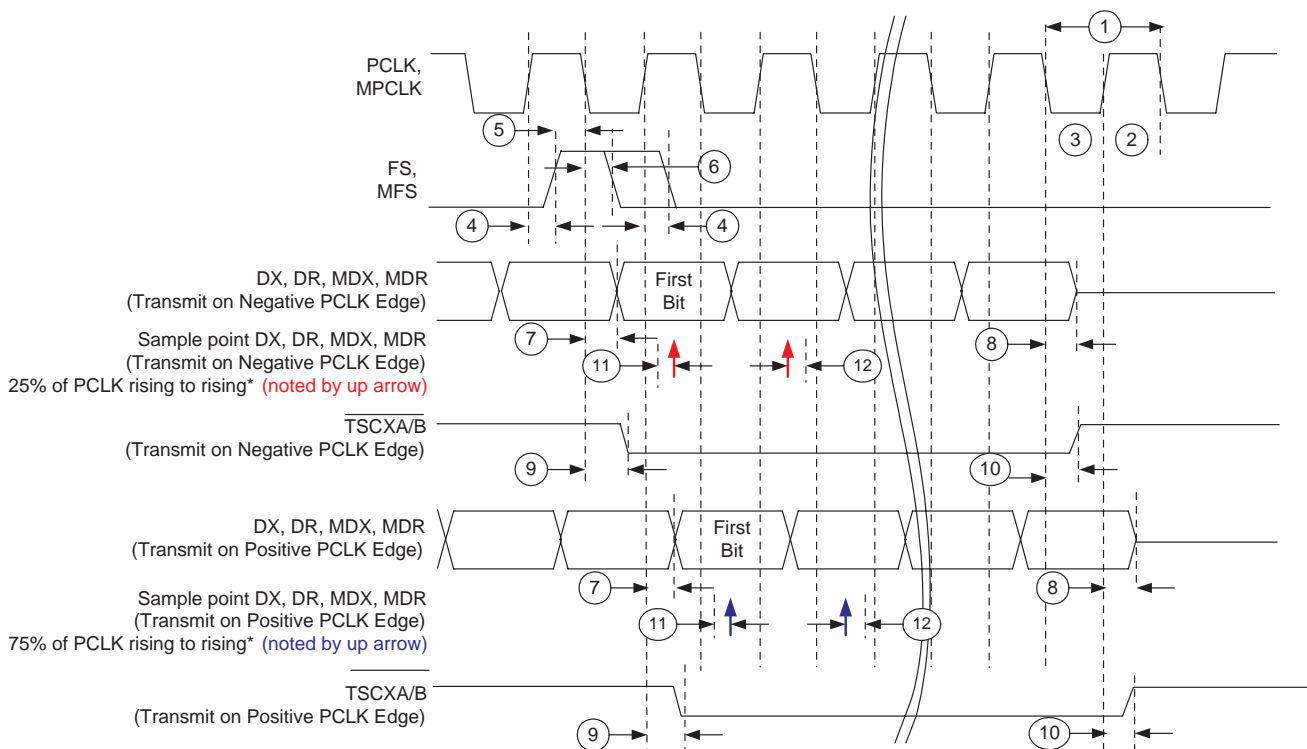 1
PCLK,
MPCLK
3 2
5
6
FS,
MFS
4 4
DX, DR, MDX, MDR
(Transmit on Negative PCLK Edge)
First
Bit
7 8
Sample point DX, DR, MDX, MDR
(Transmit on Negative PCLK Edge)
25% of PCLK rising to rising* (noted by up arrow)
11 12
TSCXA/B
(Transmit on Negative PCLK Edge)
9 10
DX, DR, MDX, MDR
(Transmit on Positive PCLK Edge)
First
Bit
7 8
Sample point DX, DR, MDX, MDR
(Transmit on Positive PCLK Edge)
75% of PCLK rising to rising* (noted by up arrow)
11 12
TSCXA/B
(Transmit on Positive PCLK Edge)
9 10